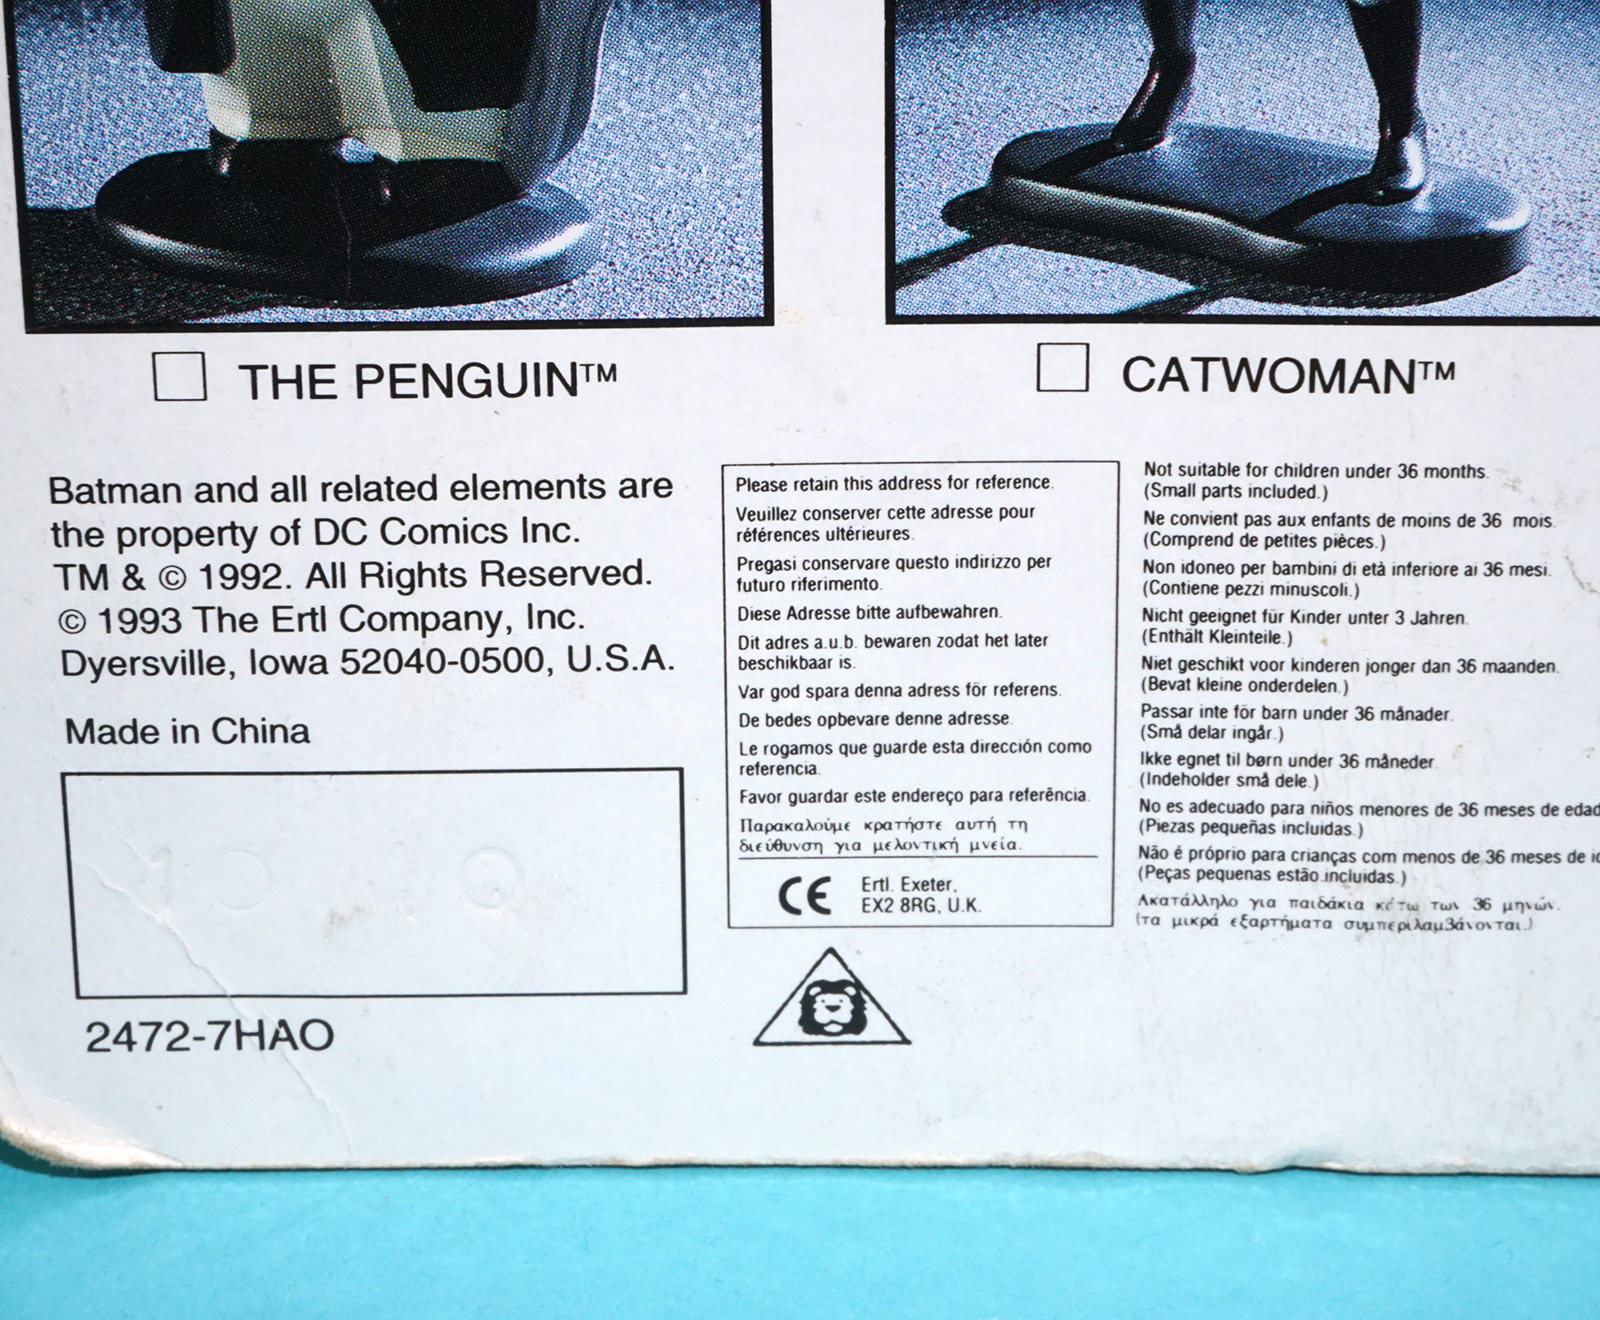 THE PENGUIN™
CATWOMAN™
Batman and all related elements are
the property of DC Comics Inc.
TM & © 1992. All Rights Reserved.
© 1993 The Ertl Company, Inc.
Dyersville, Iowa 52040-0500, U.S.A.
Made in China
2472-7HAO
Please retain this address for reference.
Veuillez conserver cette adresse pour
références ultérieures.
Pregasi conservare questo indirizzo per
futuro riferimento.
Diese Adresse bitte aufbewahren.
Dit adres a.u.b. bewaren zodat het later
beschikbaar is.
Var god spara denna adress för referens.
De bedes opbevare denne adresse.
Le rogamos que guarde esta dirección como
referencia.
Favor guardar este endereço para referência.
Παρακαλούμε κρατήστε αυτή τη
διεύθυνση για μελοντική μνεία.
CE
Ertl. Exeter,
EX2 8RG, U.K.
Not suitable for children under 36 months.
(Small parts included.)
Ne convient pas aux enfants de moins de 36 mois.
(Comprend de petites pièces.)
Non idoneo per bambini di età inferiore ai 36 mesi.
(Contiene pezzi minuscoli.)
Nicht geeignet für Kinder unter 3 Jahren.
(Enthält Kleinteile.)
Niet geschikt voor kinderen jonger dan 36 maanden.
(Bevat kleine onderdelen.)
Passar inte för barn under 36 månader.
(Små delar ingår.)
Ikke egnet til børn under 36 måneder.
(Indeholder små dele.)
No es adecuado para niños menores de 36 meses de edad
(Piezas pequeñas incluidas.)
Não é próprio para crianças com menos de 36 meses de
(Peças pequenas estão incluidas.)
Ακατάλληλο για παιδάκια κάτω των 36 μηνών.
(τα μικρά εξαρτήματα συμπεριλαμβάνονται.)